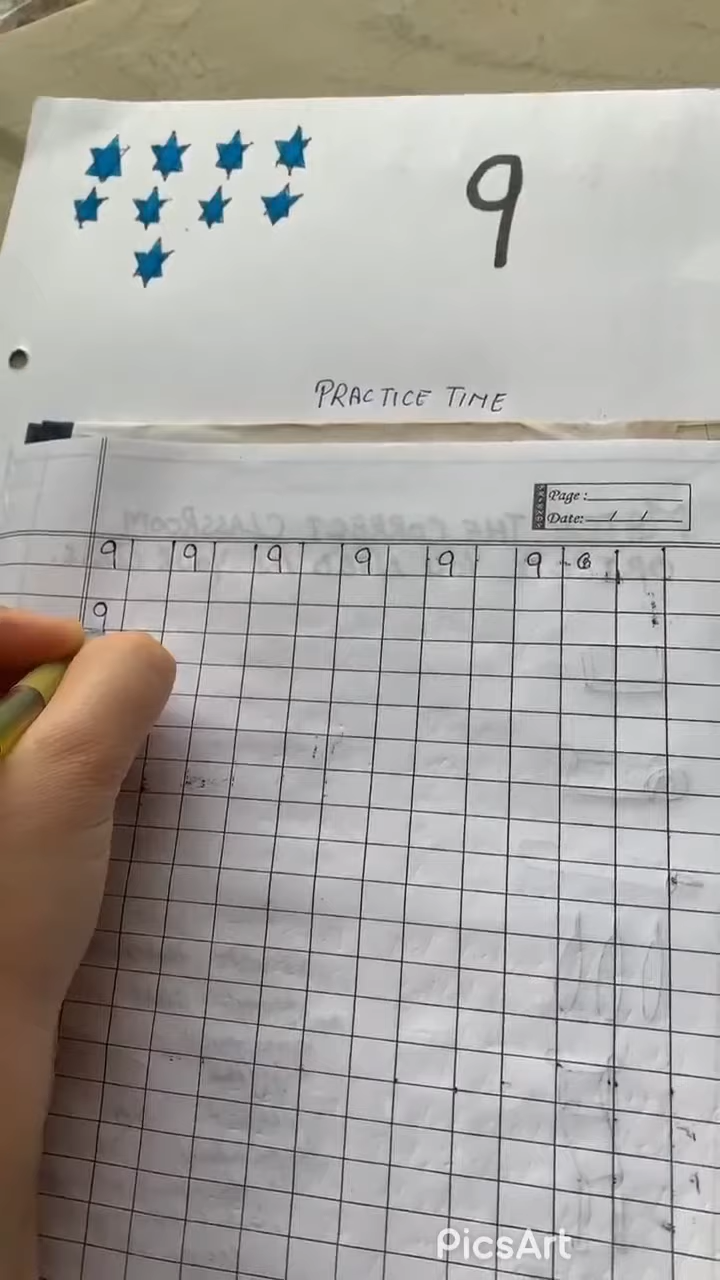 9
PRACTICE TIME
Page :
Date: / /
9 9 9 9 9 9
9
PicsArt